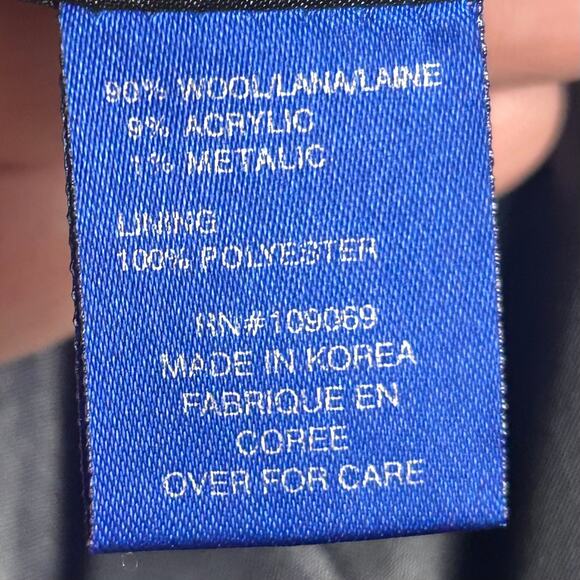 90% WOOL/LANA/LAINE
9% ACRYLIC
1% METALIC
LINING
100% POLYESTER
RN#109069
MADE IN KOREA
FABRIQUE EN
COREE
OVER FOR CARE